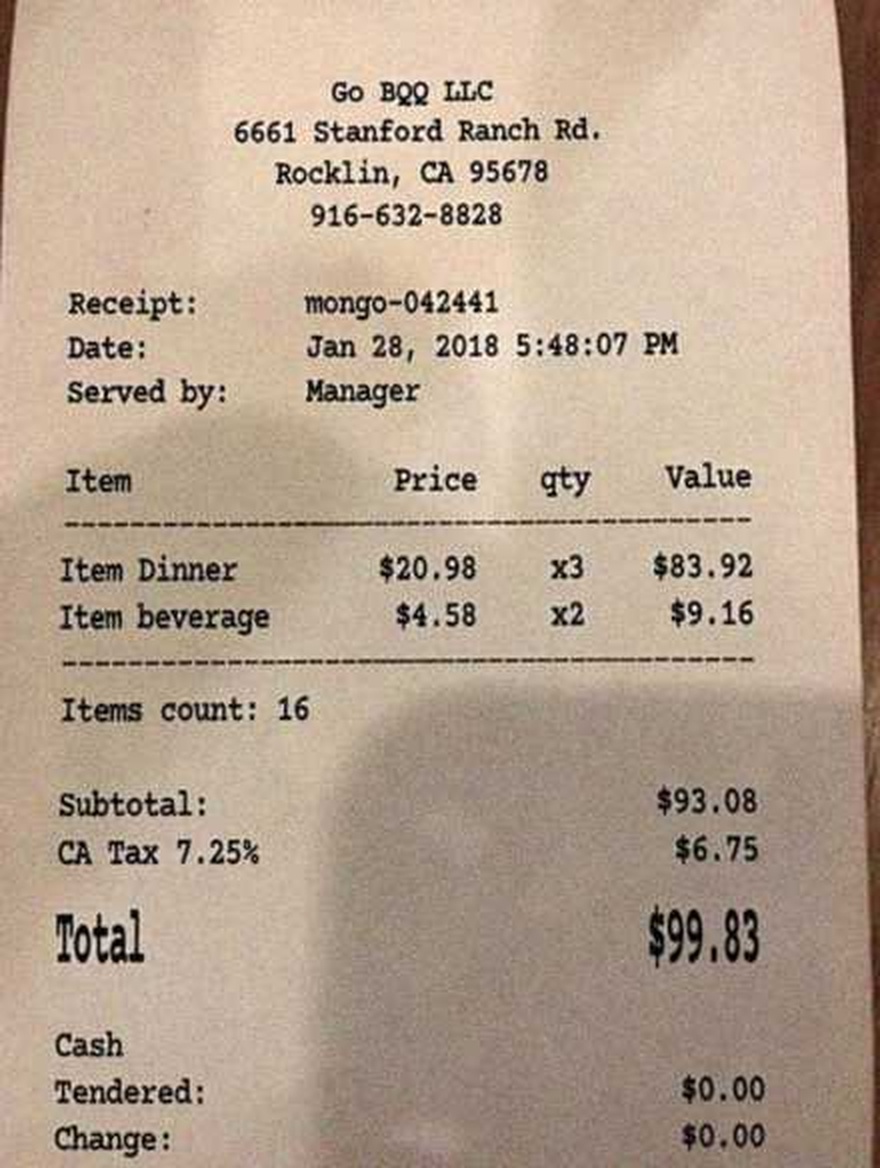 Go BQQ LLC
6661 Stanford Ranch Rd.
Rocklin, CA 95678
916-632-8828
Receipt: mongo-042441
Date: Jan 28, 2018 5:48:07 PM
Served by: Manager
Item Price qty Value
--------------------------------------------
Item Dinner $20.98 x3 $83.92
Item beverage $4.58 x2 $9.16
--------------------------------------------
Items count: 16
Subtotal: $93.08
CA Tax 7.25% $6.75
Total $99.83
Cash
Tendered: $0.00
Change: $0.00